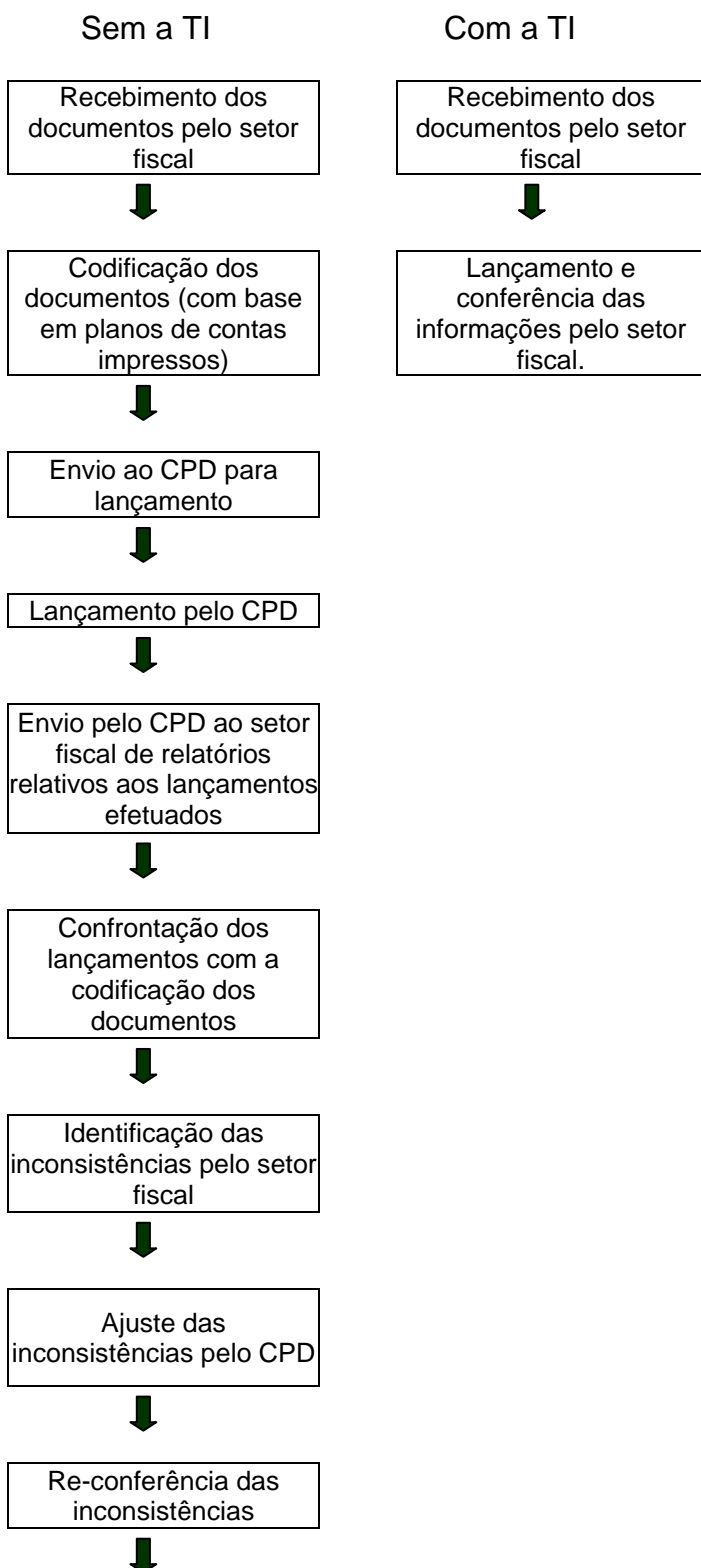 Sem a TI
Recebimento dos
documentos pelo setor
fiscal
Codificação dos
documentos (com base
em planos de contas
impressos)
Envio ao CPD para
lançamento
Lançamento pelo CPD
Envio pelo CPD ao setor
fiscal de relatórios
relativos aos lançamentos
efetuados
Confrontação dos
lançamentos com a
codificação dos
documentos
Identificação das
inconsistências pelo setor
fiscal
Ajuste das
inconsistências pelo CPD
Re-conferência das
inconsistências
Com a TI
Recebimento dos
documentos pelo setor
fiscal
Lançamento e
conferência das
informações pelo setor
fiscal.